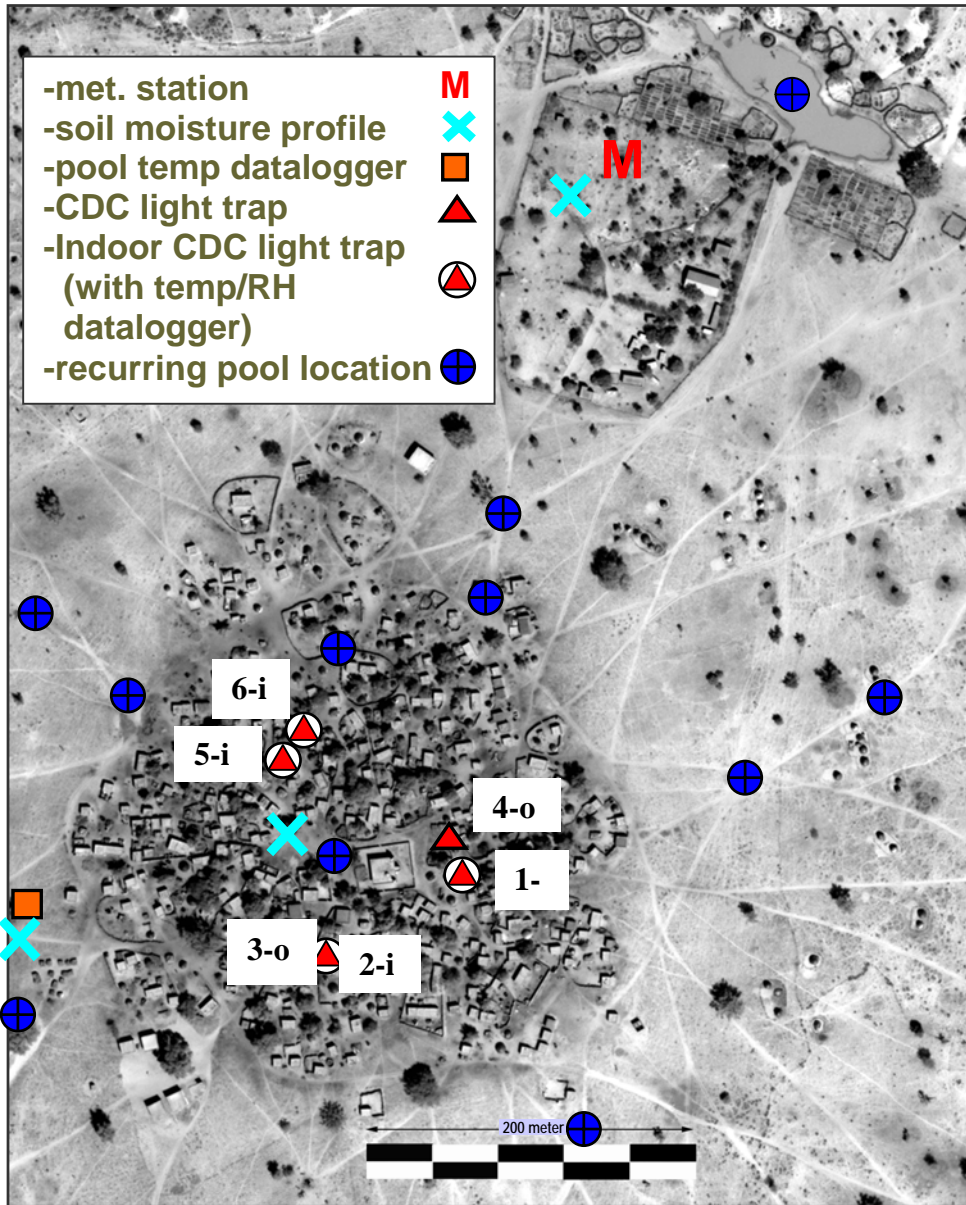 -met. station M
-soil moisture profile
-pool temp datalogger
-CDC light trap
-Indoor CDC light trap
(with temp/RH
datalogger)
-recurring pool location
M
6-i
5-i
4-o
1-
3-o
2-i
200 meter